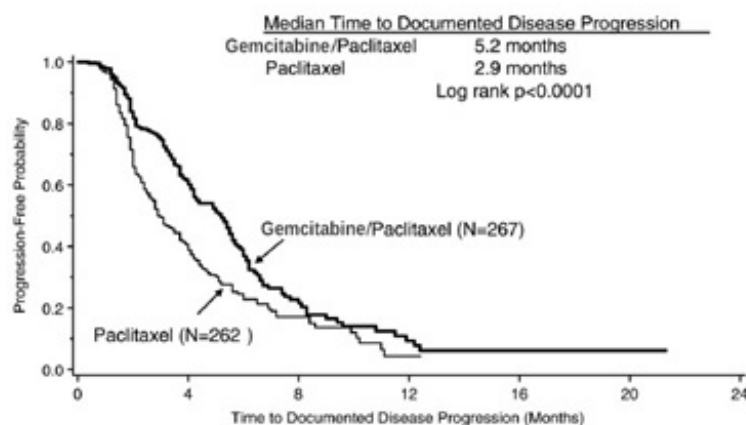 Median Time to Documented Disease Progression
Gemcitabine/Paclitaxel 5.2 months
Paclitaxel 2.9 months
Log rank p<0.0001
Progression-Free Probability
1.0
0.8
0.6
0.4
0.2
0.0
Gemcitabine/Paclitaxel (N=267)
Paclitaxel (N=262 )
0 4 8 12 16 20 24
Time to Documented Disease Progression (Months)